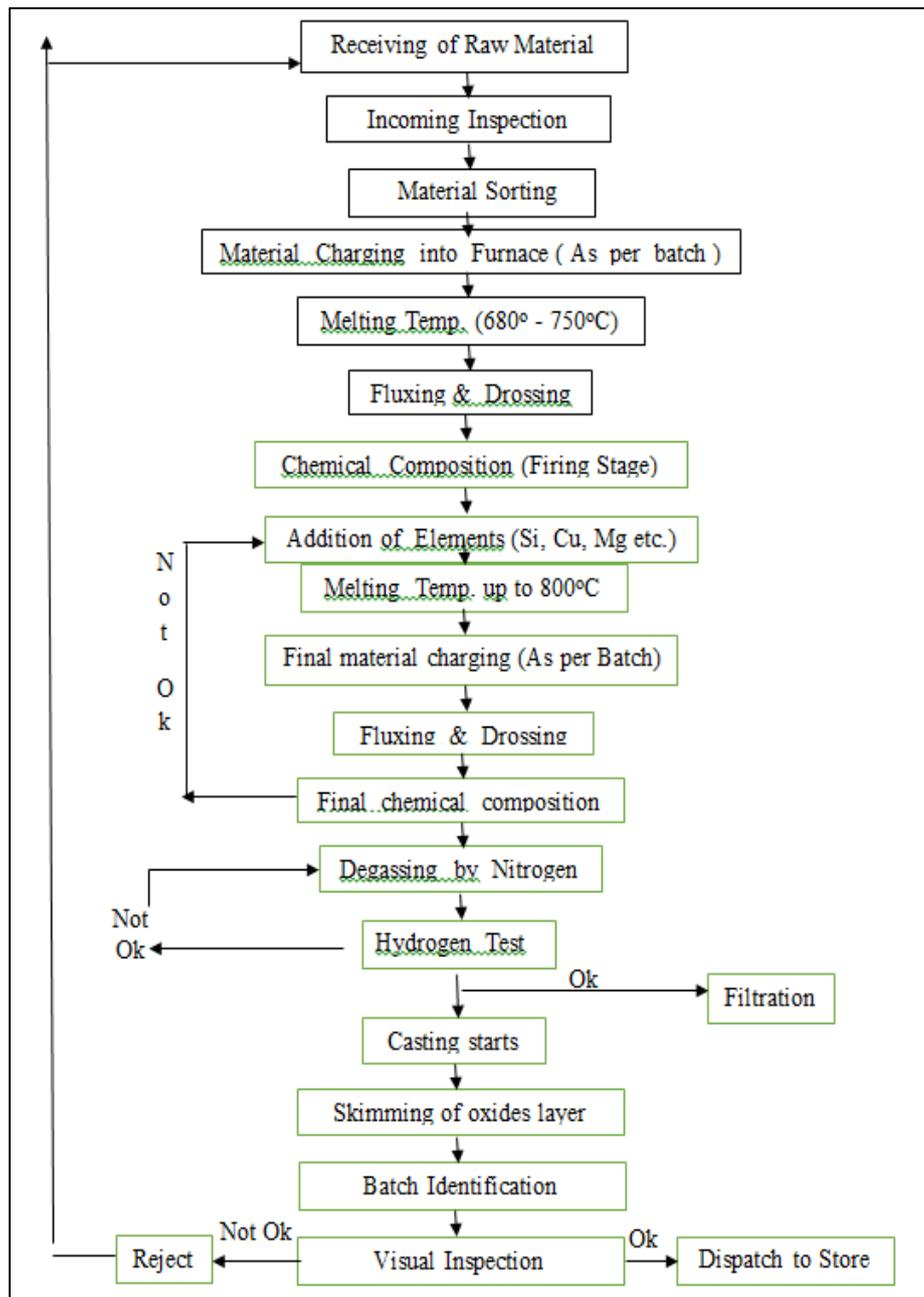 Receiving of Raw Material
Incoming Inspection
Material Sorting
Material Charging into Furnace ( As per batch )
Melting Temp. (680º - 750ºC)
Fluxing & Drossing
Chemical Composition (Firing Stage)
Addition of Elements (Si, Cu, Mg etc.)
Not Ok
Melting Temp. up to 800ºC
Final material charging (As per Batch)
Fluxing & Drossing
Final chemical composition
Degassing by Nitrogen
Not
Ok
Hydrogen Test
Ok
Filtration
Casting starts
Skimming of oxides layer
Batch Identification
Not Ok
Ok
Reject
Visual Inspection
Dispatch to Store